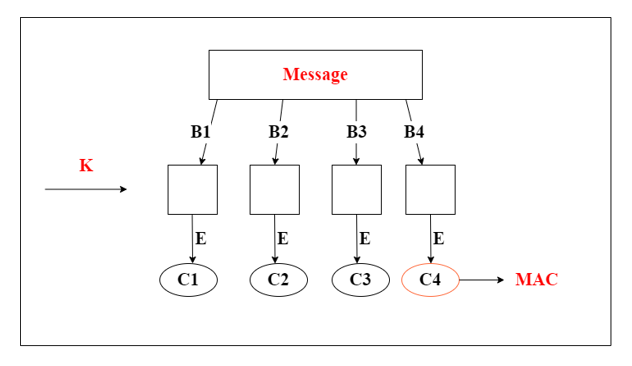 Message
B1 B2 B3 B4
K
E E E E
C1 C2 C3 C4 MAC